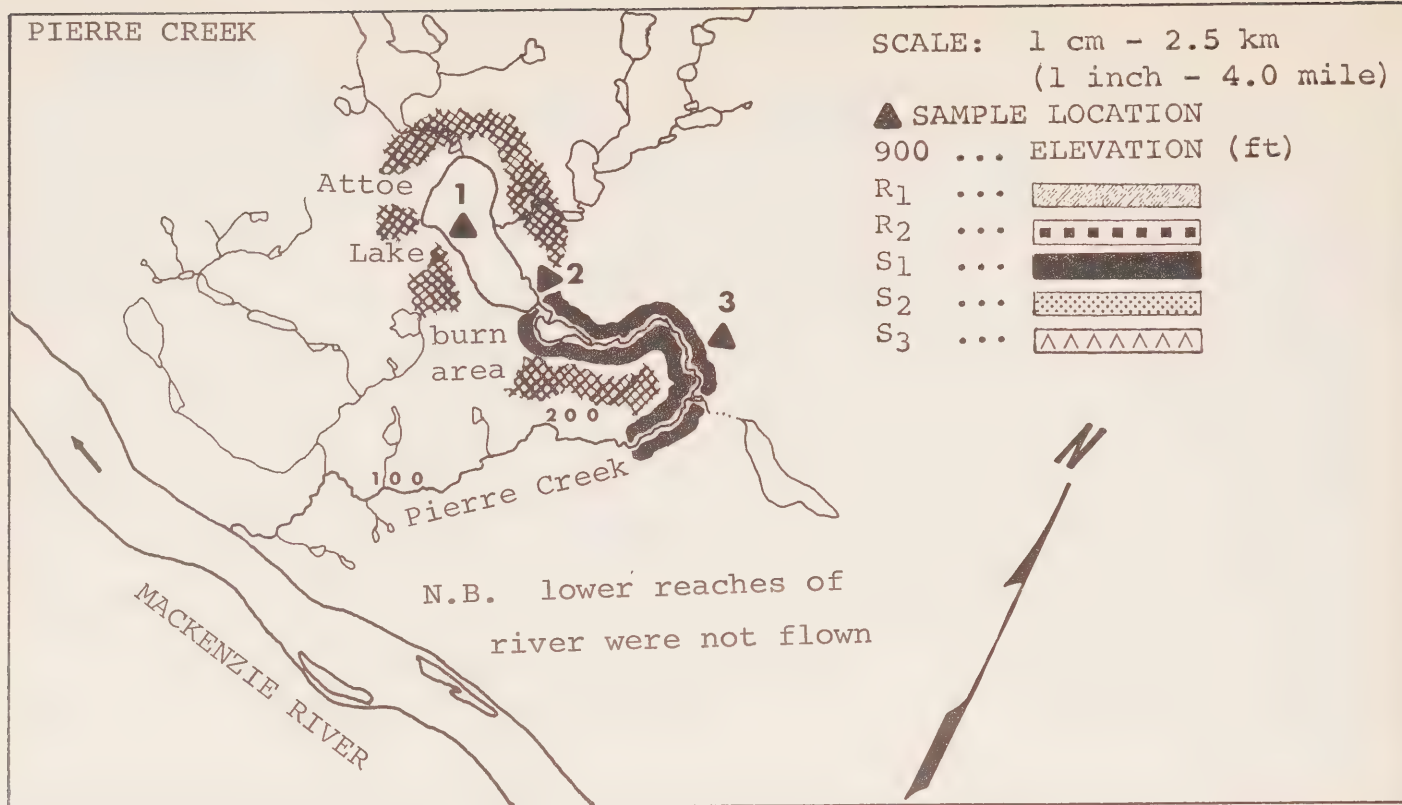 PIERRE CREEK
SCALE: 1 cm - 2.5 km
(1 inch - 4.0 mile)
▲ SAMPLE LOCATION
900 ... ELEVATION (ft)
R1 ...
R2 ...
S1 ...
S2 ...
S3 ...
Attoe
Lake
1
2
3
burn
area
200
100
Pierre Creek
N
N.B. lower reaches of
river were not flown
MACKENZIE RIVER